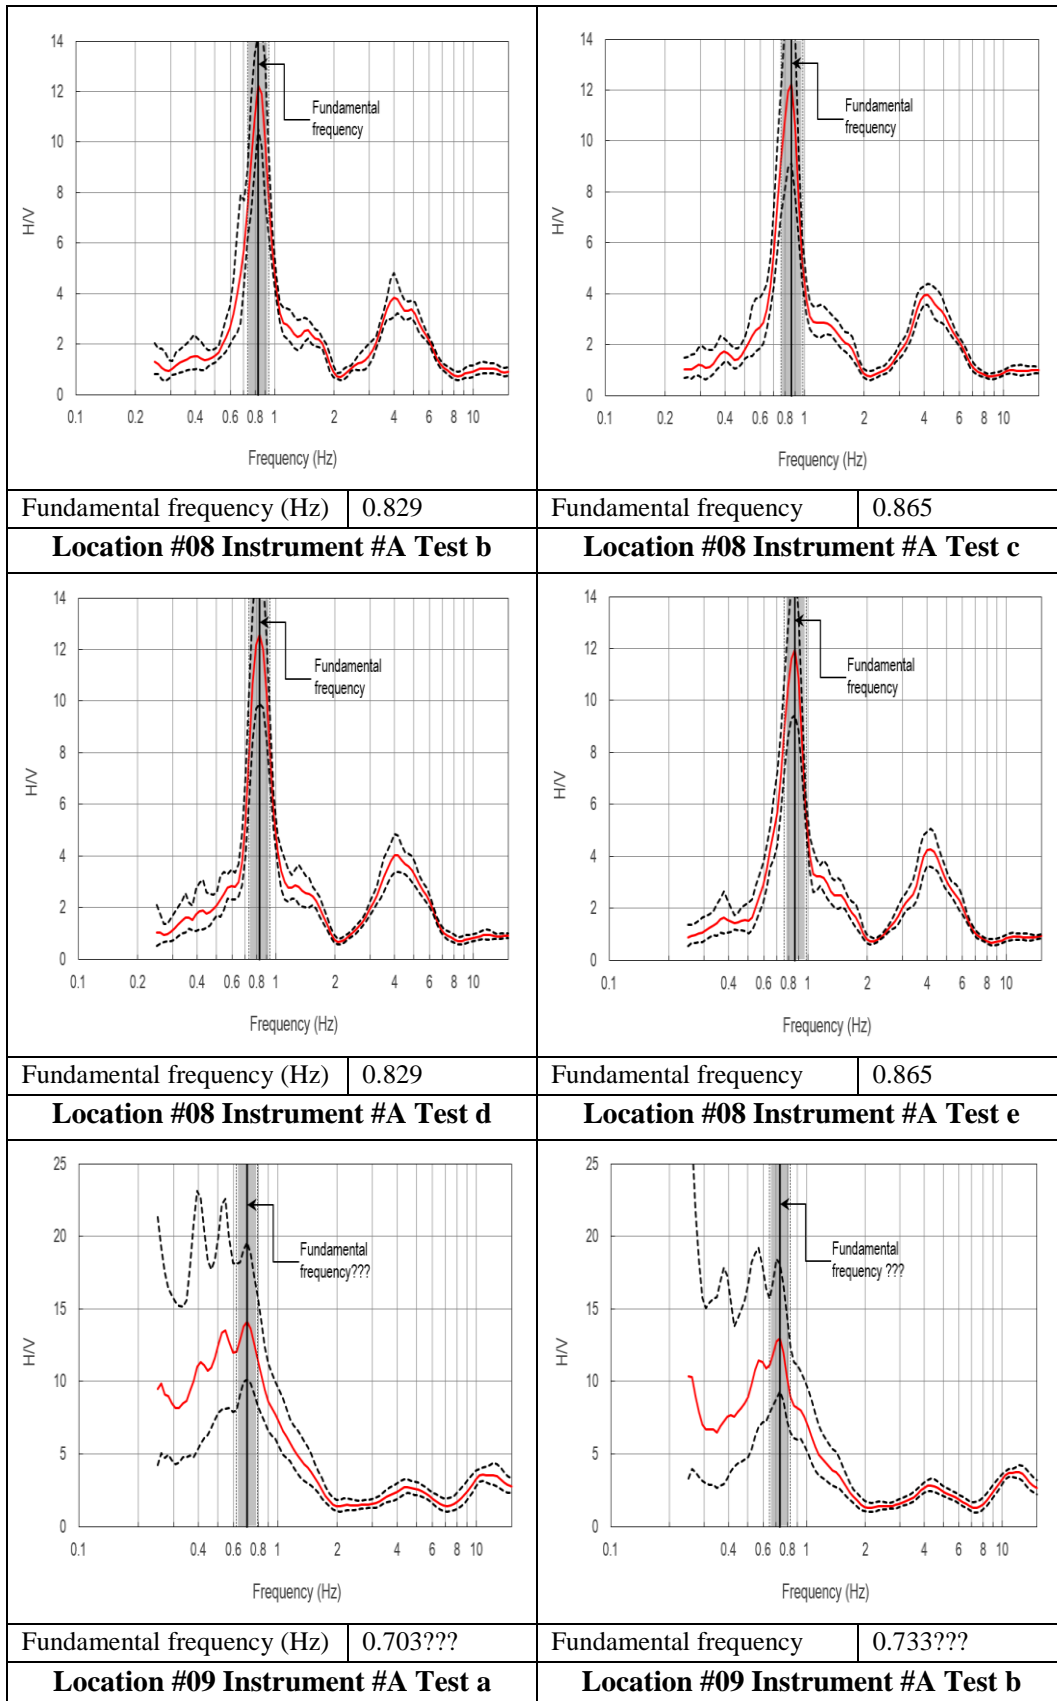 14
12
10
8
6
4
2
0
H/V
Fundamental
frequency
0.1 0.2 0.4 0.6 0.8 1 2 4 6 8 10
Frequency (Hz)
14
12
10
8
6
4
2
0
H/V
Fundamental
frequency
0.1 0.2 0.4 0.6 0.8 1 2 4 6 8 10
Frequency (Hz)
Fundamental frequency (Hz) 0.829
Fundamental frequency 0.865
Location #08 Instrument #A Test b
Location #08 Instrument #A Test c
14
12
10
8
6
4
2
0
H/V
Fundamental
frequency
0.1 0.2 0.4 0.6 0.8 1 2 4 6 8 10
Frequency (Hz)
14
12
10
8
6
4
2
0
H/V
Fundamental
frequency
0.1 0.4 0.6 0.8 1 2 4 6 8 10
Frequency (Hz)
Fundamental frequency (Hz) 0.829
Fundamental frequency 0.865
Location #08 Instrument #A Test d
Location #08 Instrument #A Test e
25
20
15
10
5
0
H/V
Fundamental
frequency???
0.1 0.4 0.6 0.8 1 2 4 6 8 10
Frequency (Hz)
25
20
15
10
5
0
H/V
Fundamental
frequency ???
0.1 0.4 0.6 0.8 1 2 4 6 8 10
Frequency (Hz)
Fundamental frequency (Hz) 0.703???
Fundamental frequency 0.733???
Location #09 Instrument #A Test a
Location #09 Instrument #A Test b